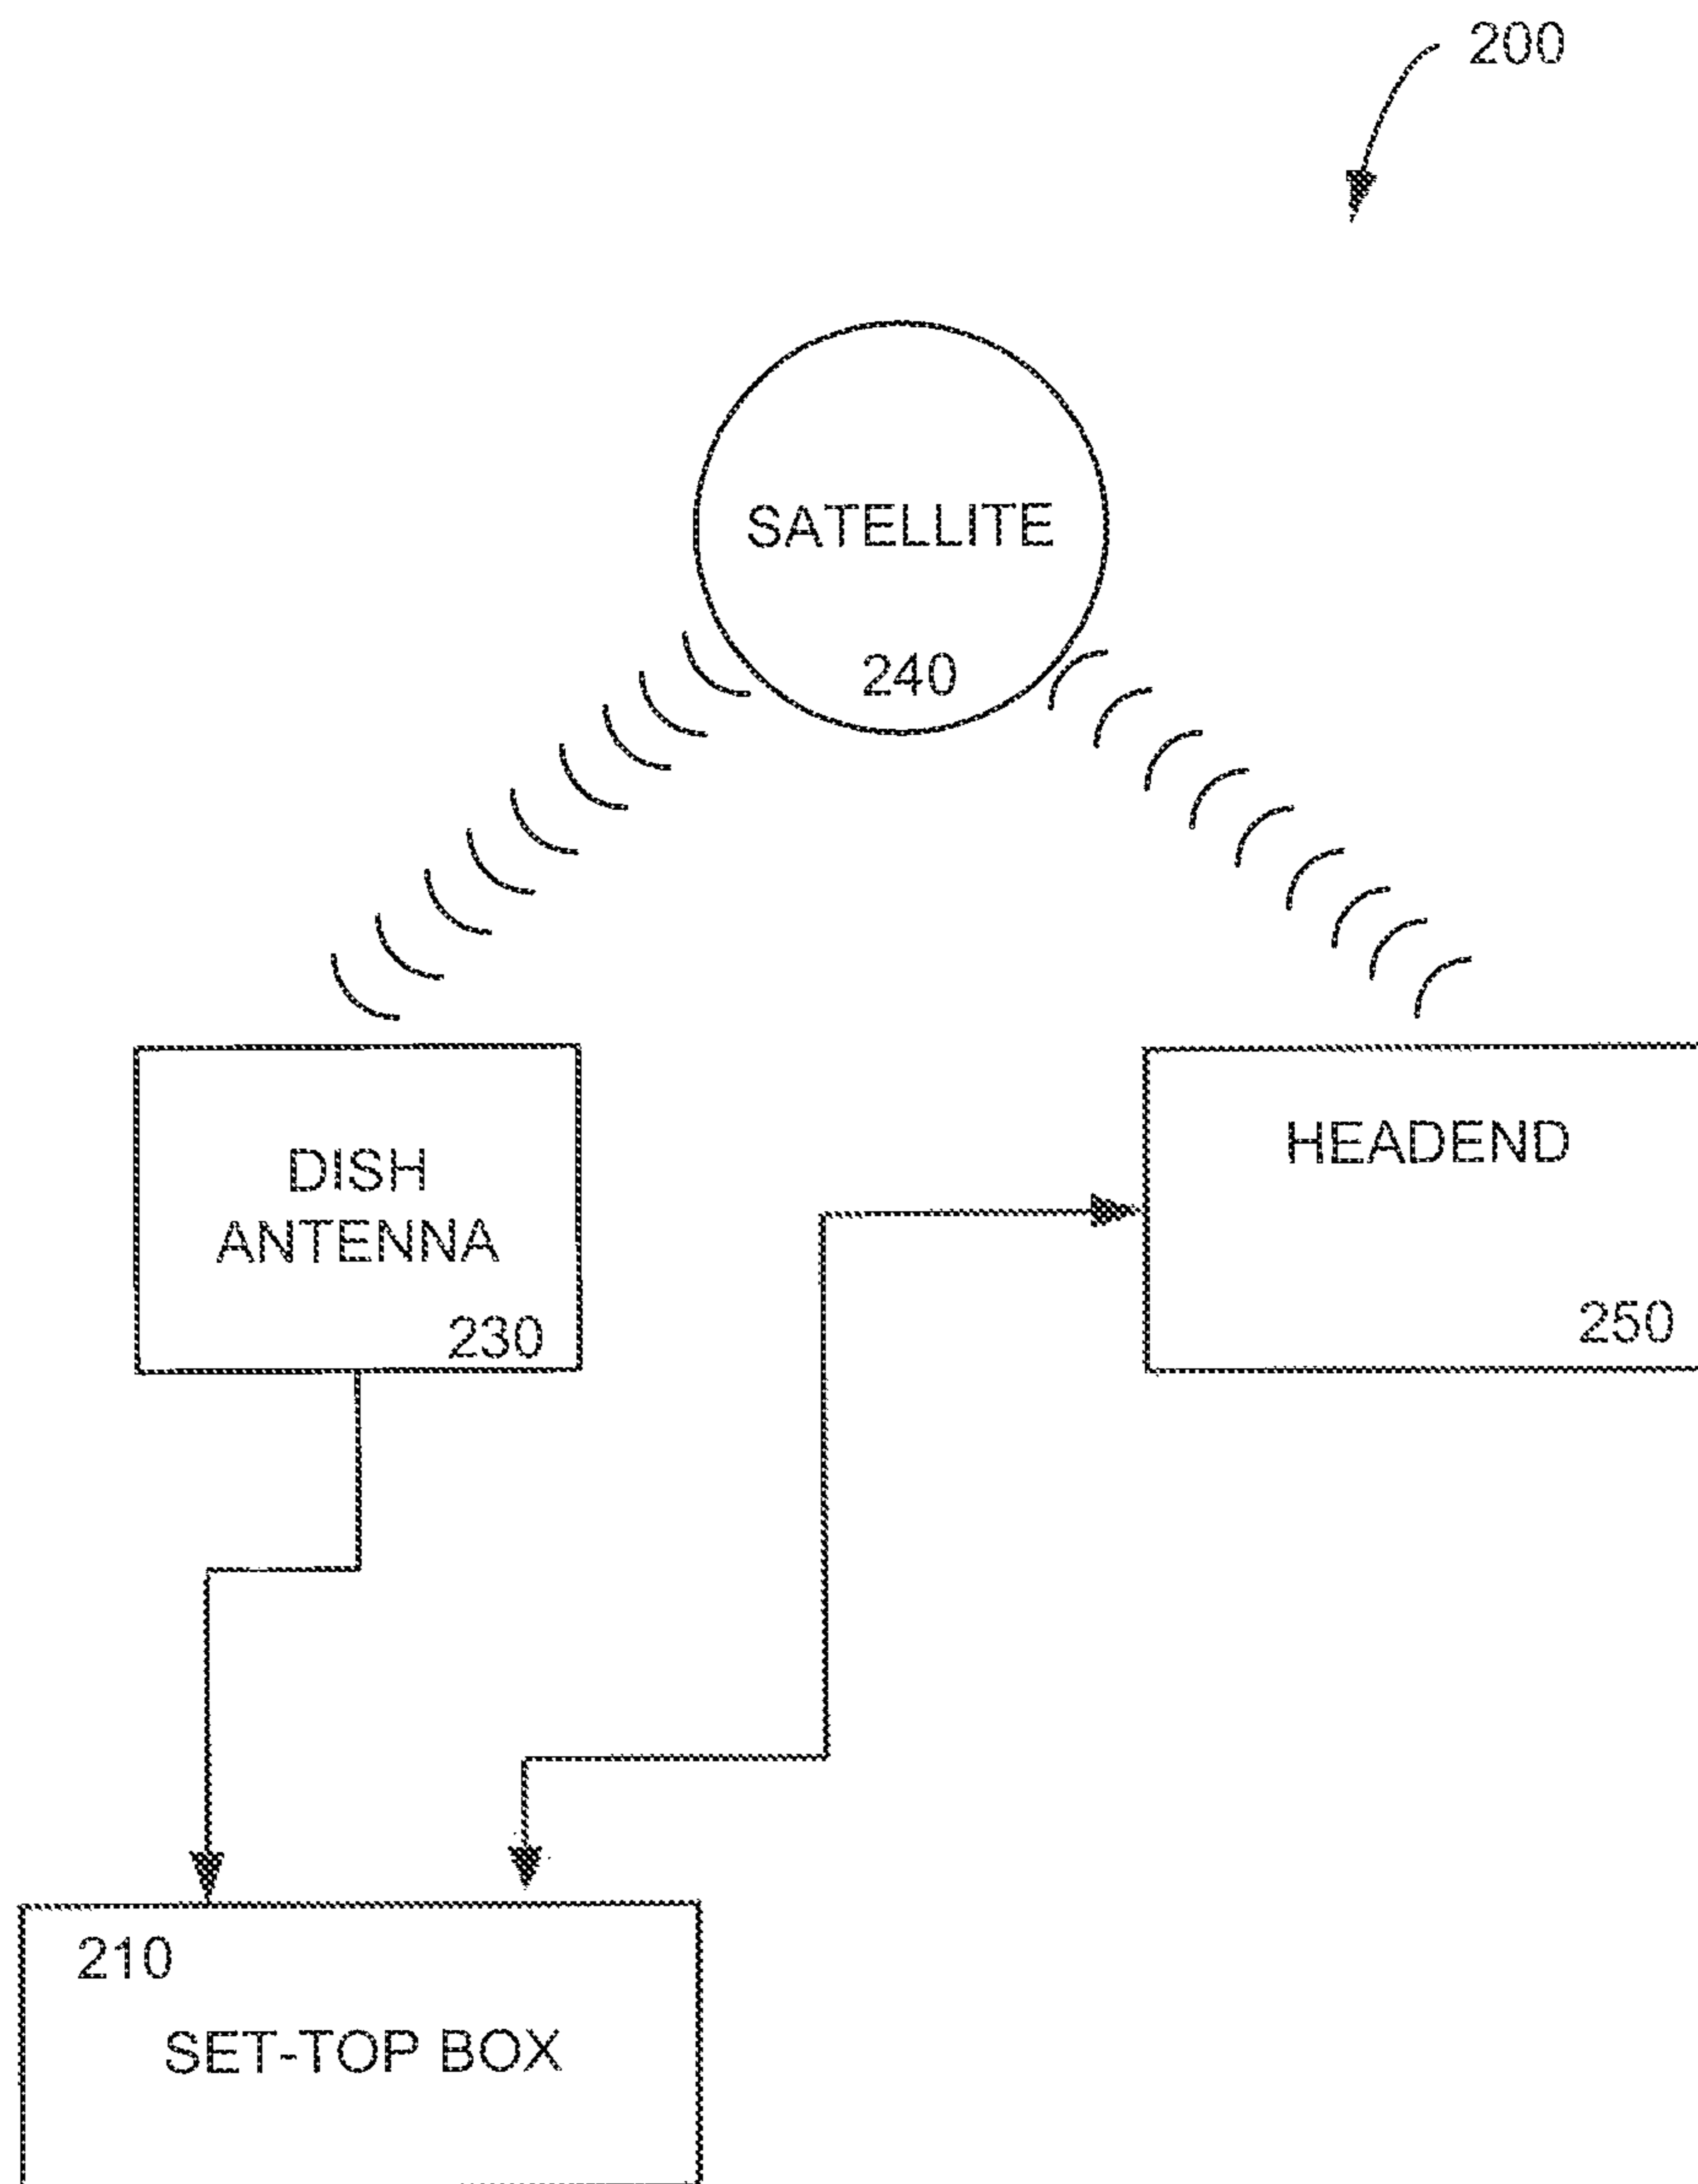 200
SATELLITE
240
DISH
ANTENNA
230
HEADEND
250
210
SET-TOP BOX